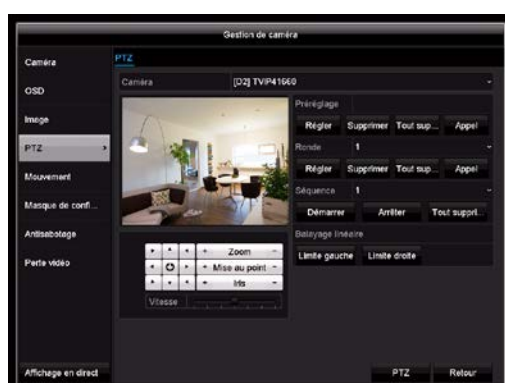 Gestion de caméra
Caméra
OSD
Image
PTZ
Mouvement
Masque de confi...
Antisabotage
Perte vidéo
Affichage en direct
PTZ
Caméra [D2] TVIP41660
Préréglage
Régler Supprimer Tout sup... Appel
Ronde 1
Régler Supprimer Tout sup... Appel
Séquence 1
Démarrer Arrêter Tout suppri...
Balayage linéaire
Limite gauche Limite droite
+ Zoom -
+ Mise au point -
+ Iris -
Vitesse
PTZ Retour